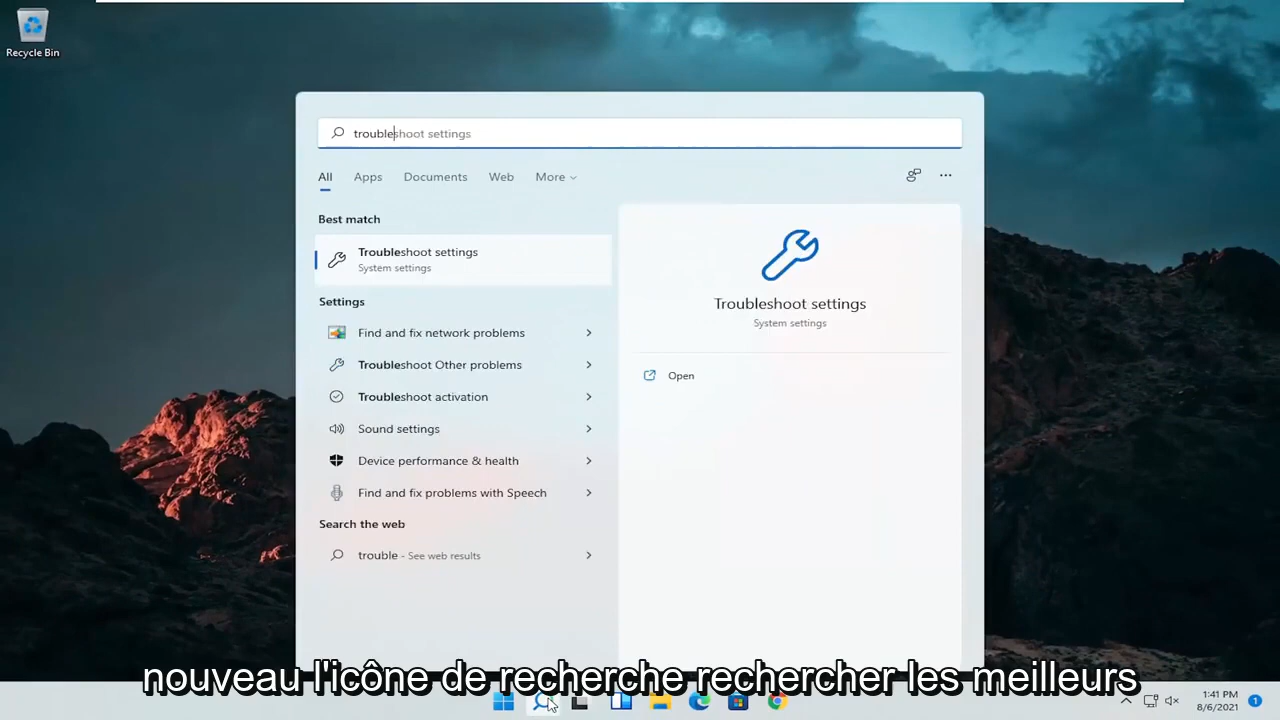 Recycle Bin
troubleshoot settings
All Apps Documents Web More
Best match
Troubleshoot settings
System settings
Settings
Find and fix network problems
Troubleshoot Other problems
Troubleshoot activation
Sound settings
Device performance & health
Find and fix problems with Speech
Search the web
trouble - See web results
Troubleshoot settings
System settings
Open
nouveau l'icône de recherche rechercher les meilleurs
1:41 PM
8/6/2021
1